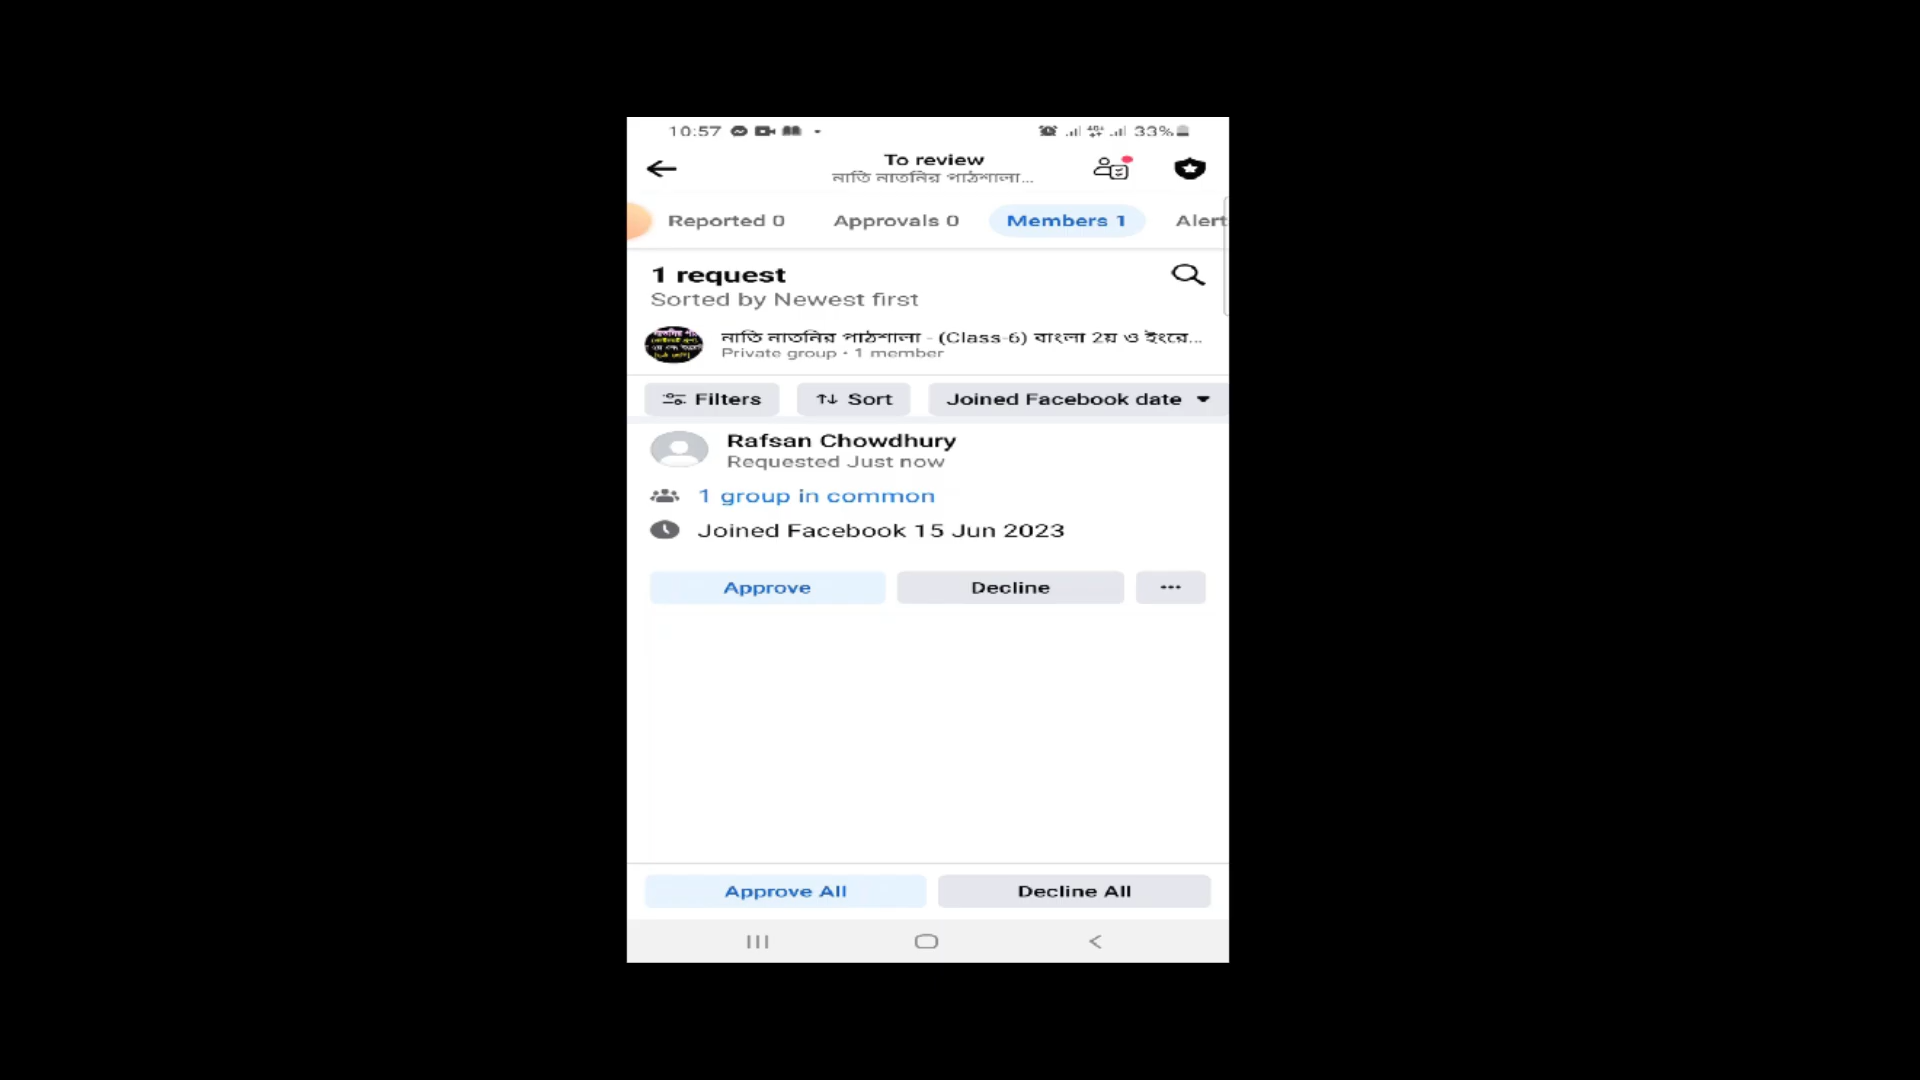 10:57
33%
To review
নাতি নাতনির পাঠশালা...
Reported 0
Approvals 0
Members 1
Alert
1 request
Sorted by Newest first
নাতি নাতনির পাঠশালা - (Class-6) বাংলা 2য় ও ইংরে...
Private group · 1 member
Filters
Sort
Joined Facebook date
Rafsan Chowdhury
Requested Just now
1 group in common
Joined Facebook 15 Jun 2023
Approve
Decline
Approve All
Decline All